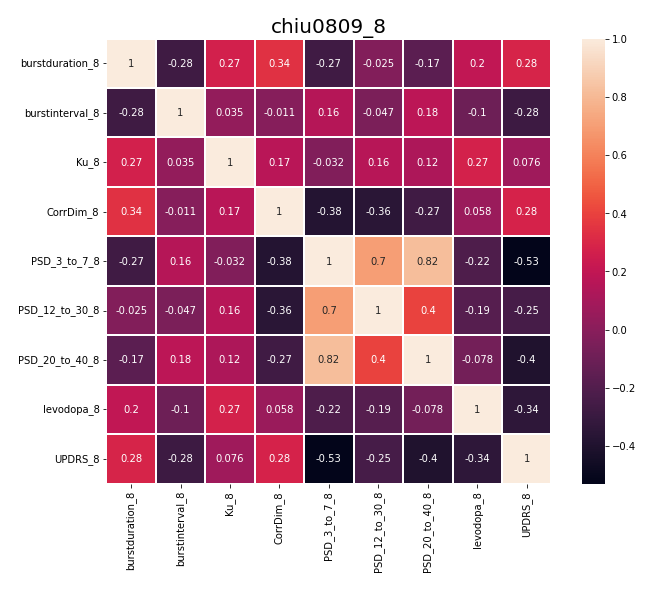 chiu0809_8
burstduration_8 1 -0.28 0.27 0.34 -0.27 -0.025 -0.17 0.2 0.28
burstinterval_8 -0.28 1 0.035 -0.011 0.16 -0.047 0.18 -0.1 -0.28
Ku_8 0.27 0.035 1 0.17 -0.032 0.16 0.12 0.27 0.076
CorrDim_8 0.34 -0.011 0.17 1 -0.38 -0.36 -0.27 0.058 0.28
PSD_3_to_7_8 -0.27 0.16 -0.032 -0.38 1 0.7 0.82 -0.22 -0.53
PSD_12_to_30_8 -0.025 -0.047 0.16 -0.36 0.7 1 0.4 -0.19 -0.25
PSD_20_to_40_8 -0.17 0.18 0.12 -0.27 0.82 0.4 1 -0.078 -0.4
levodopa_8 0.2 -0.1 0.27 0.058 -0.22 -0.19 -0.078 1 -0.34
UPDRS_8 0.28 -0.28 0.076 0.28 -0.53 -0.25 -0.4 -0.34 1
burstduration_8
burstinterval_8
Ku_8
CorrDim_8
PSD_3_to_7_8
PSD_12_to_30_8
PSD_20_to_40_8
levodopa_8
UPDRS_8
1.0
0.8
0.6
0.4
0.2
0.0
−0.2
−0.4